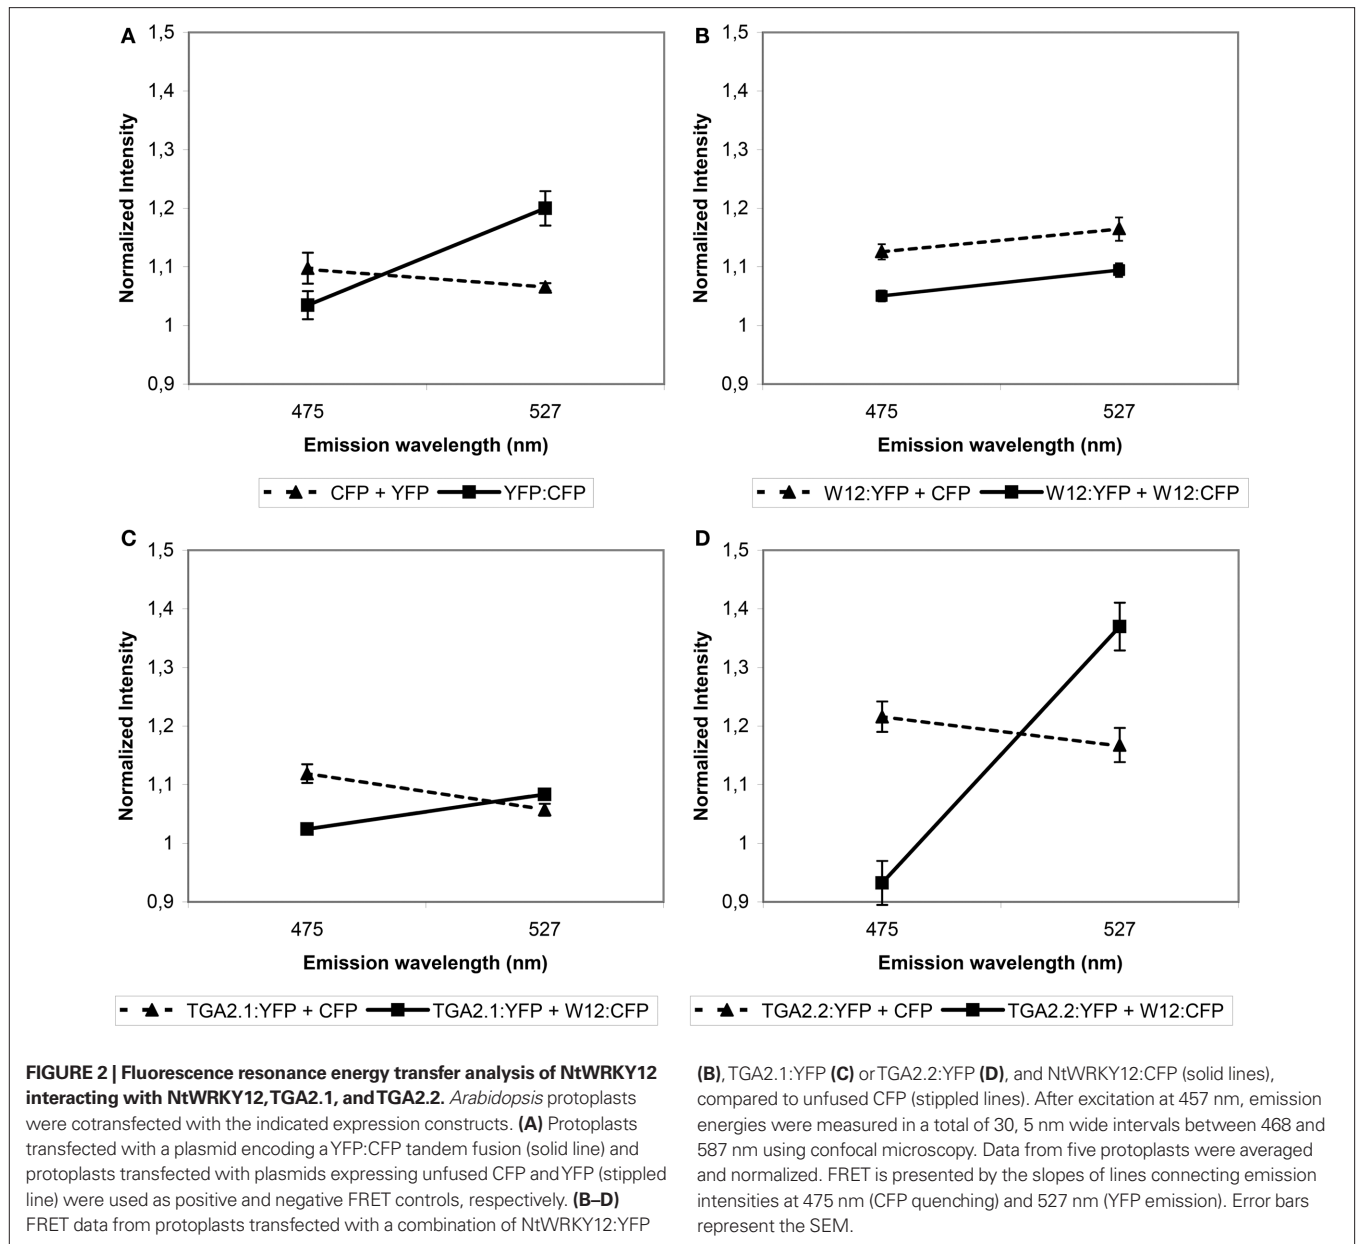 A
1,5
1,4
1,3
1,2
1,1
1
0,9
Normalized Intensity
475 527
Emission wavelength (nm)
CFP + YFP YFP:CFP
B
1,5
1,4
1,3
1,2
1,1
1
0,9
Normalized Intensity
475 527
Emission wavelength (nm)
W12:YFP + CFP W12:YFP + W12:CFP
C
1,5
1,4
1,3
1,2
1,1
1
0,9
Normalized Intensity
475 527
Emission wavelength (nm)
TGA2.1:YFP + CFP TGA2.1:YFP + W12:CFP
D
1,5
1,4
1,3
1,2
1,1
1
0,9
Normalized Intensity
475 527
Emission wavelength (nm)
TGA2.2:YFP + CFP TGA2.2:YFP + W12:CFP
FIGURE 2 | Fluorescence resonance energy transfer analysis of NtWRKY12
interacting with NtWRKY12, TGA2.1, and TGA2.2. Arabidopsis protoplasts
were cotransfected with the indicated expression constructs. (A) Protoplasts
transfected with a plasmid encoding a YFP:CFP tandem fusion (solid line) and
protoplasts transfected with plasmids expressing unfused CFP and YFP (stippled
line) were used as positive and negative FRET controls, respectively. (B–D)
FRET data from protoplasts transfected with a combination of NtWRKY12:YFP
(B), TGA2.1:YFP (C) or TGA2.2:YFP (D), and NtWRKY12:CFP (solid lines),
compared to unfused CFP (stippled lines). After excitation at 457 nm, emission
energies were measured in a total of 30, 5 nm wide intervals between 468 and
587 nm using confocal microscopy. Data from five protoplasts were averaged
and normalized. FRET is presented by the slopes of lines connecting emission
intensities at 475 nm (CFP quenching) and 527 nm (YFP emission). Error bars
represent the SEM.